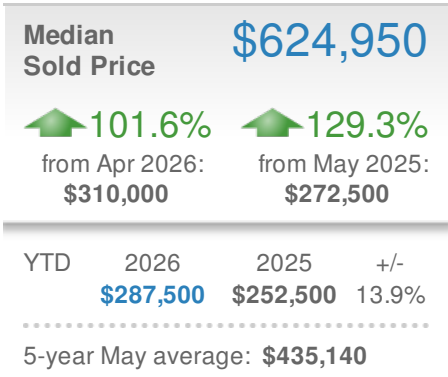 Median $624,950
Sold Price
101.6% 129.3%
from Apr 2026: from May 2025:
$310,000 $272,500
YTD 2026 2025 +/-
$287,500 $252,500 13.9%
5-year May average: $435,140